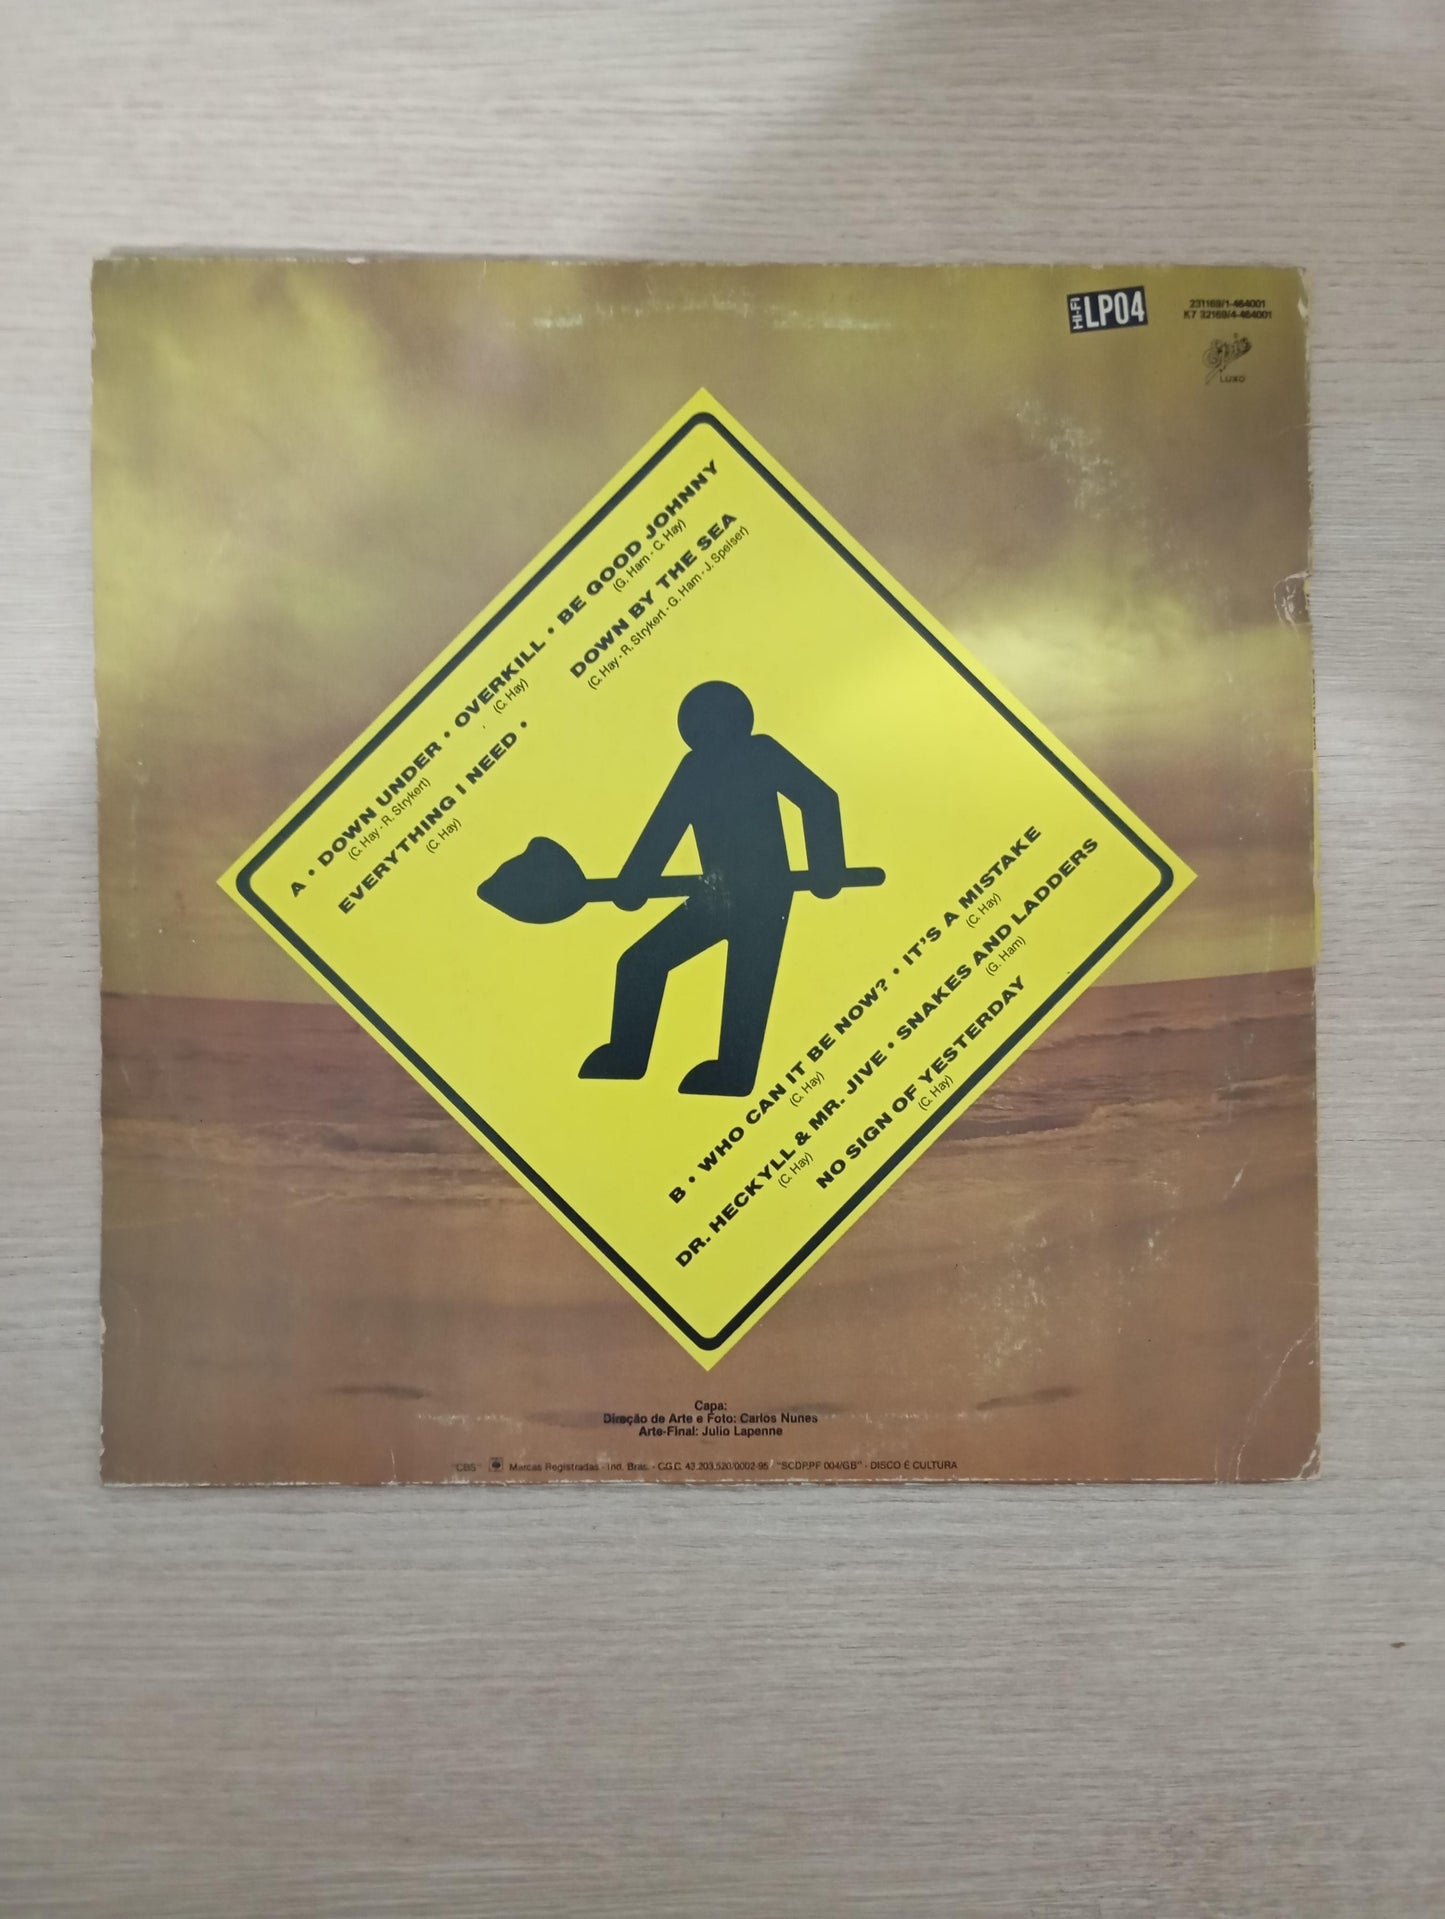 HI-FI LP04
231169/1-464001
K7 32169/4-464001
Epic
LUXO
A • DOWN UNDER • OVERKILL • BE GOOD JOHNNY
(C. Hay - R. Strykert) (C. Hay) (G. Ham - C. Hay)
EVERYTHING I NEED • DOWN BY THE SEA
(C. Hay) (C. Hay - R. Strykert - G. Ham - J. Speiser)
B • WHO CAN IT BE NOW? • IT'S A MISTAKE
(C. Hay) (C. Hay)
DR. HECKYLL & MR. JIVE • SNAKES AND LADDERS
(C. Hay) (G. Ham)
NO SIGN OF YESTERDAY
(C. Hay)
Capa:
Direção de Arte e Foto: Carlos Nunes
Arte-Final: Julio Lapenne
"CBS" Marcas Registradas - Ind. Bras. - C.G.C. 43.203.520/0002-95 / "SCDP.PF 004/GB" - DISCO É CULTURA